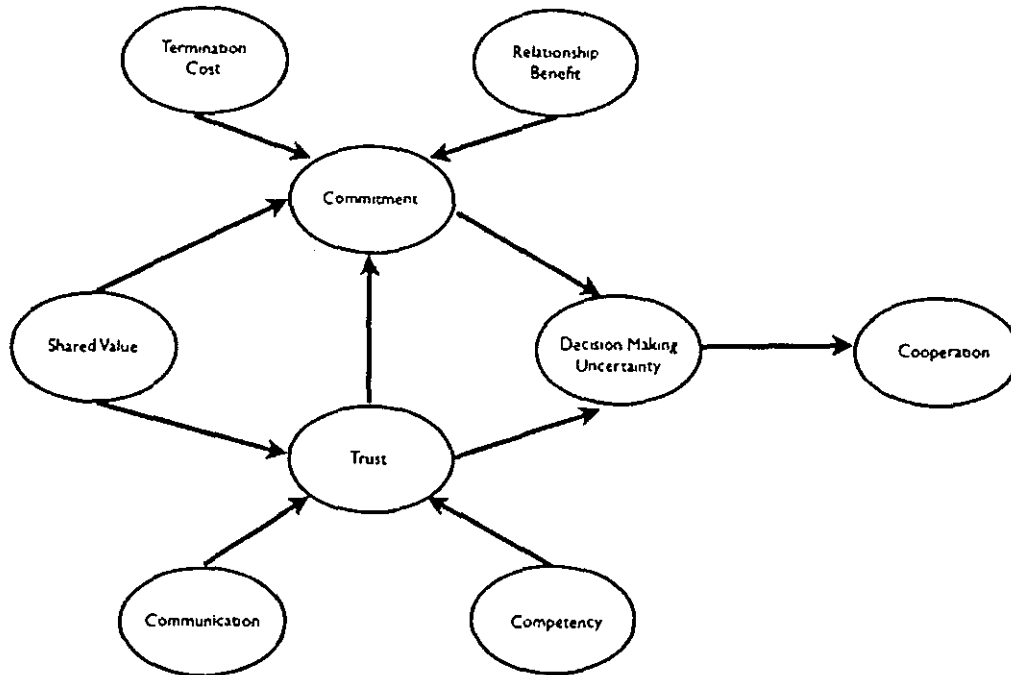 Termination
Cost
Relationship
Benefit
Commitment
Shared Value
Decision Making
Uncertainty
Cooperation
Trust
Communication
Competency